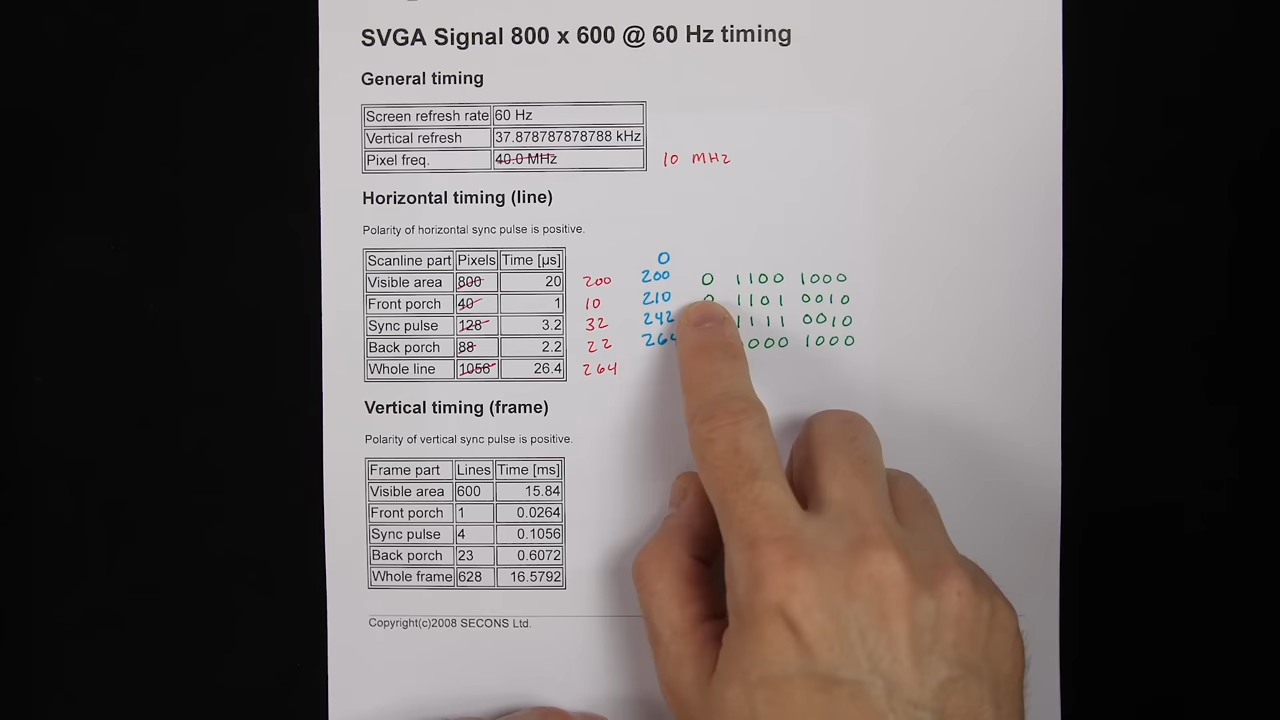 SVGA Signal 800 x 600 @ 60 Hz timing
General timing
Screen refresh rate 60 Hz
Vertical refresh 37.878787878788 kHz
Pixel freq. 40.0 MHz 10 MHz
Horizontal timing (line)
Polarity of horizontal sync pulse is positive.
Scanline part Pixels Time [µs] 0
Visible area 800 20 200 200 0 1100 1000
Front porch 40 1 10 210 0 1101 0010
Sync pulse 128 3.2 32 242 1111 0010
Back porch 88 2.2 22 264 000 1000
Whole line 1056 26.4 264
Vertical timing (frame)
Polarity of vertical sync pulse is positive.
Frame part Lines Time [ms]
Visible area 600 15.84
Front porch 1 0.0264
Sync pulse 4 0.1056
Back porch 23 0.6072
Whole frame 628 16.5792
Copyright(c)2008 SECONS Ltd.